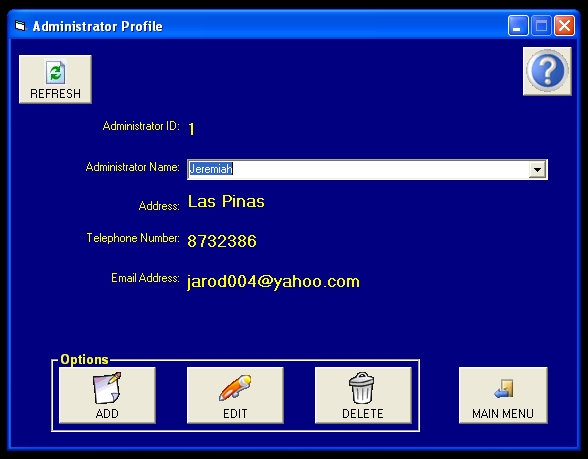 Administrator Profile
REFRESH
Administrator ID: 1
Administrator Name: Jeremiah
Address: Las Pinas
Telephone Number: 8732386
Email Address: jarod004@yahoo.com
Options
ADD EDIT DELETE MAIN MENU